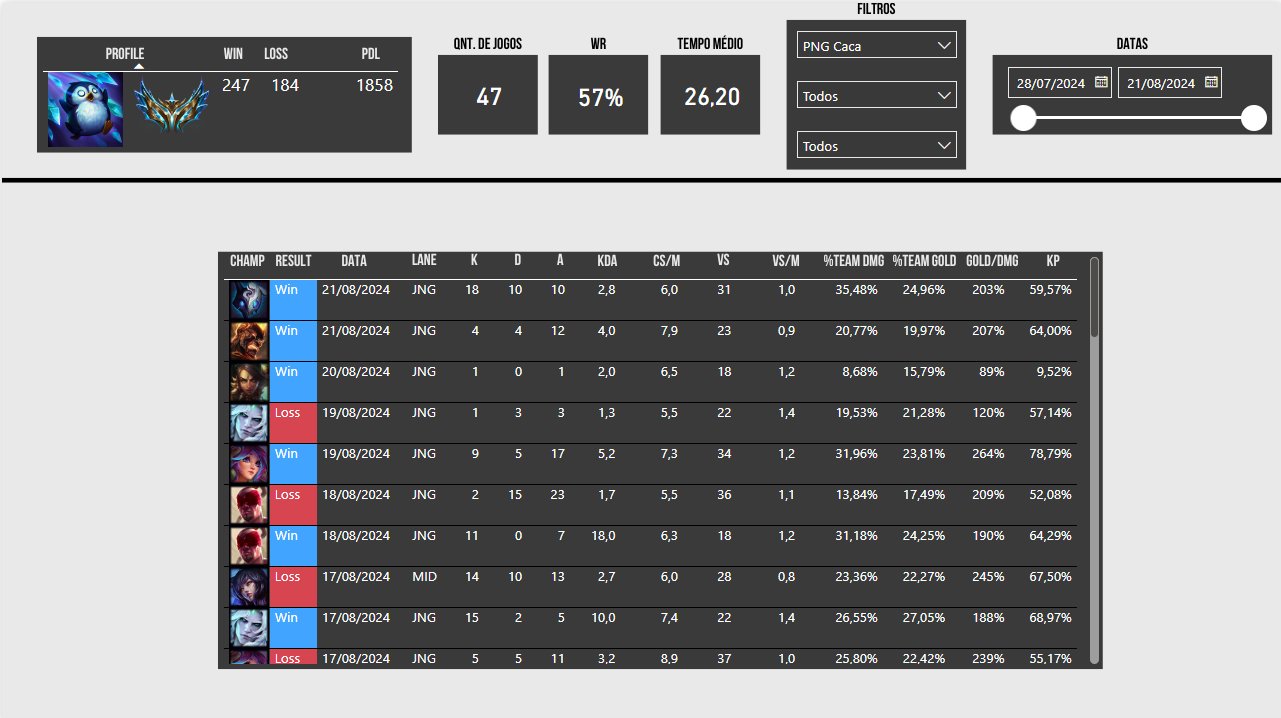 FILTROS
PROFILE WIN LOSS PDL
247 184 1858
QNT. DE JOGOS
47
WR
57%
TEMPO MÉDIO
26,20
PNG Caca
Todos
Todos
DATAS
28/07/2024 21/08/2024
CHAMP RESULT DATA LANE K D A KDA CS/M VS VS/M %TEAM DMG %TEAM GOLD GOLD/DMG KP
Win 21/08/2024 JNG 18 10 10 2,8 6,0 31 1,0 35,48% 24,96% 203% 59,57%
Win 21/08/2024 JNG 4 4 12 4,0 7,9 23 0,9 20,77% 19,97% 207% 64,00%
Win 20/08/2024 JNG 1 0 1 2,0 6,5 18 1,2 8,68% 15,79% 89% 9,52%
Loss 19/08/2024 JNG 1 3 3 1,3 5,5 22 1,4 19,53% 21,28% 120% 57,14%
Win 19/08/2024 JNG 9 5 17 5,2 7,3 34 1,2 31,96% 23,81% 264% 78,79%
Loss 18/08/2024 JNG 2 15 23 1,7 5,5 36 1,1 13,84% 17,49% 209% 52,08%
Win 18/08/2024 JNG 11 0 7 18,0 6,3 18 1,2 31,18% 24,25% 190% 64,29%
Loss 17/08/2024 MID 14 10 13 2,7 6,0 28 0,8 23,36% 22,27% 245% 67,50%
Win 17/08/2024 JNG 15 2 5 10,0 7,4 22 1,4 26,55% 27,05% 188% 68,97%
Loss 17/08/2024 JNG 5 5 11 3,2 8,9 37 1,0 25,80% 22,42% 239% 55,17%